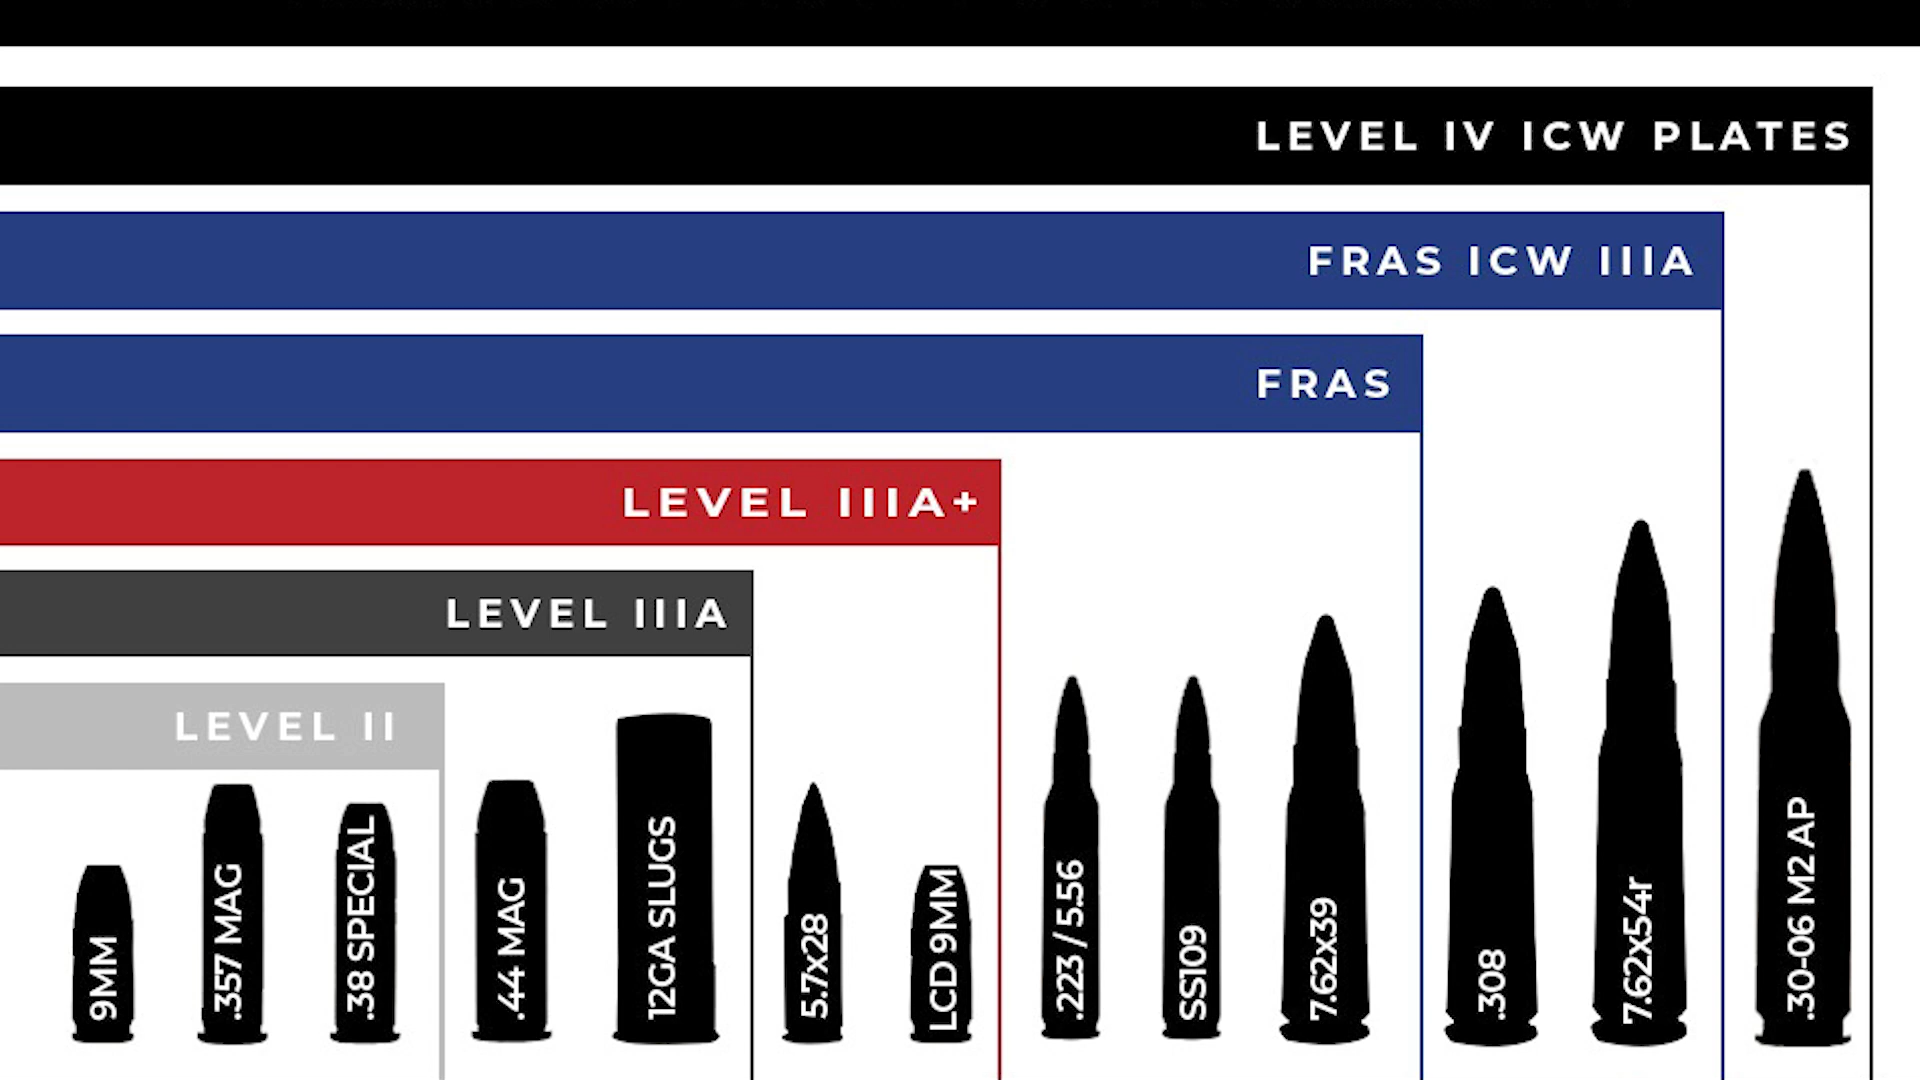 LEVEL IV ICW PLATES
FRAS ICW IIIA
FRAS
LEVEL IIIA+
LEVEL IIIA
LEVEL II
9MM
.357 MAG
.38 SPECIAL
.44 MAG
12GA SLUGS
5.7x28
LCD 9MM
.223 / 5.56
SS109
7.62x39
.308
7.62x54r
.30-06 M2 AP